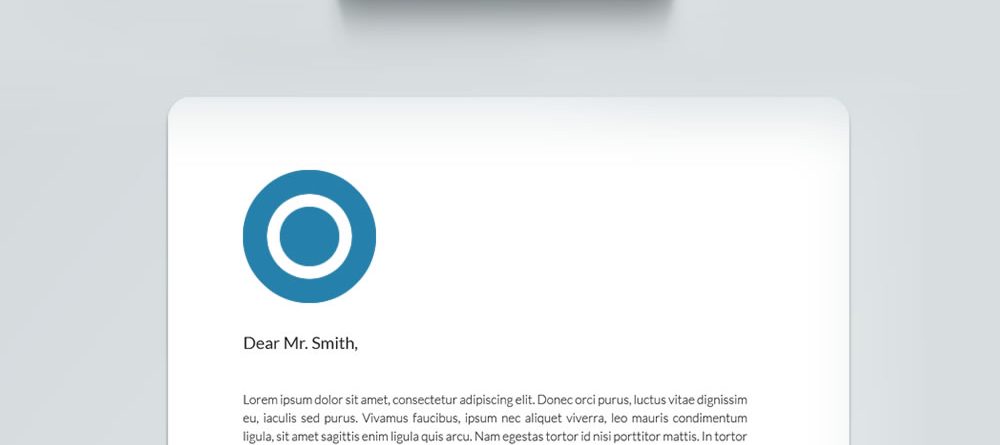 Dear Mr. Smith,
Lorem ipsum dolor sit amet, consectetur adipiscing elit. Donec orci purus, luctus vitae dignissim
eu, iaculis sed purus. Vivamus faucibus, ipsum nec aliquet viverra, leo mauris condimentum
ligula, sit amet sagittis enim ligula quis arcu. Nam egestas tortor id nisi porttitor mattis. In tortor